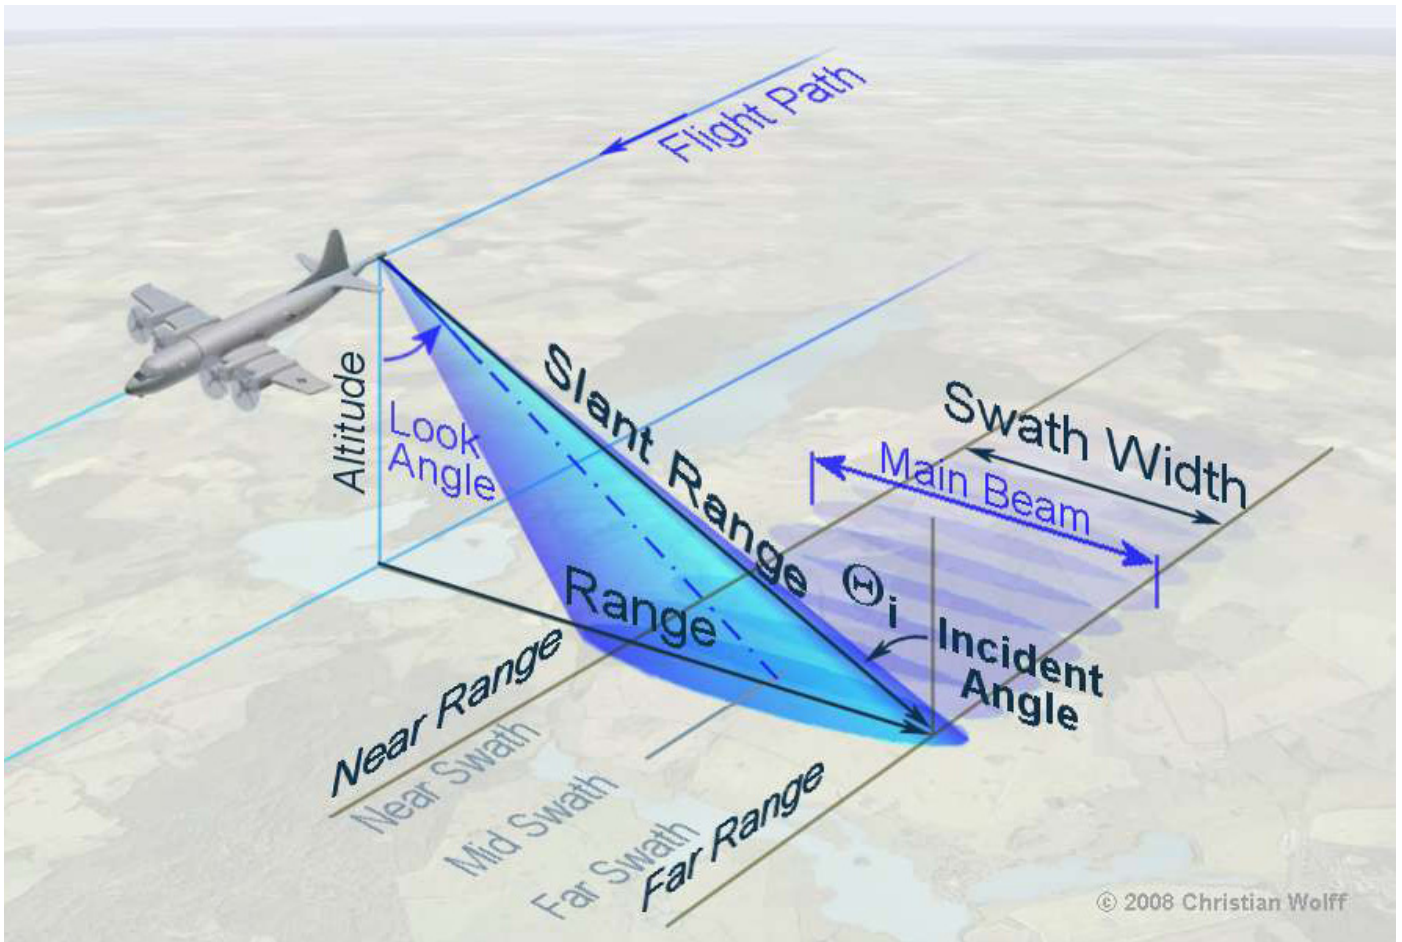 Flight Path
Altitude
Look
Angle
Slant Range
Swath Width
Main Beam
Range
Θi
Incident
Angle
Near Range
Near Swath
Mid Swath
Far Swath
Far Range
© 2008 Christian Wolff